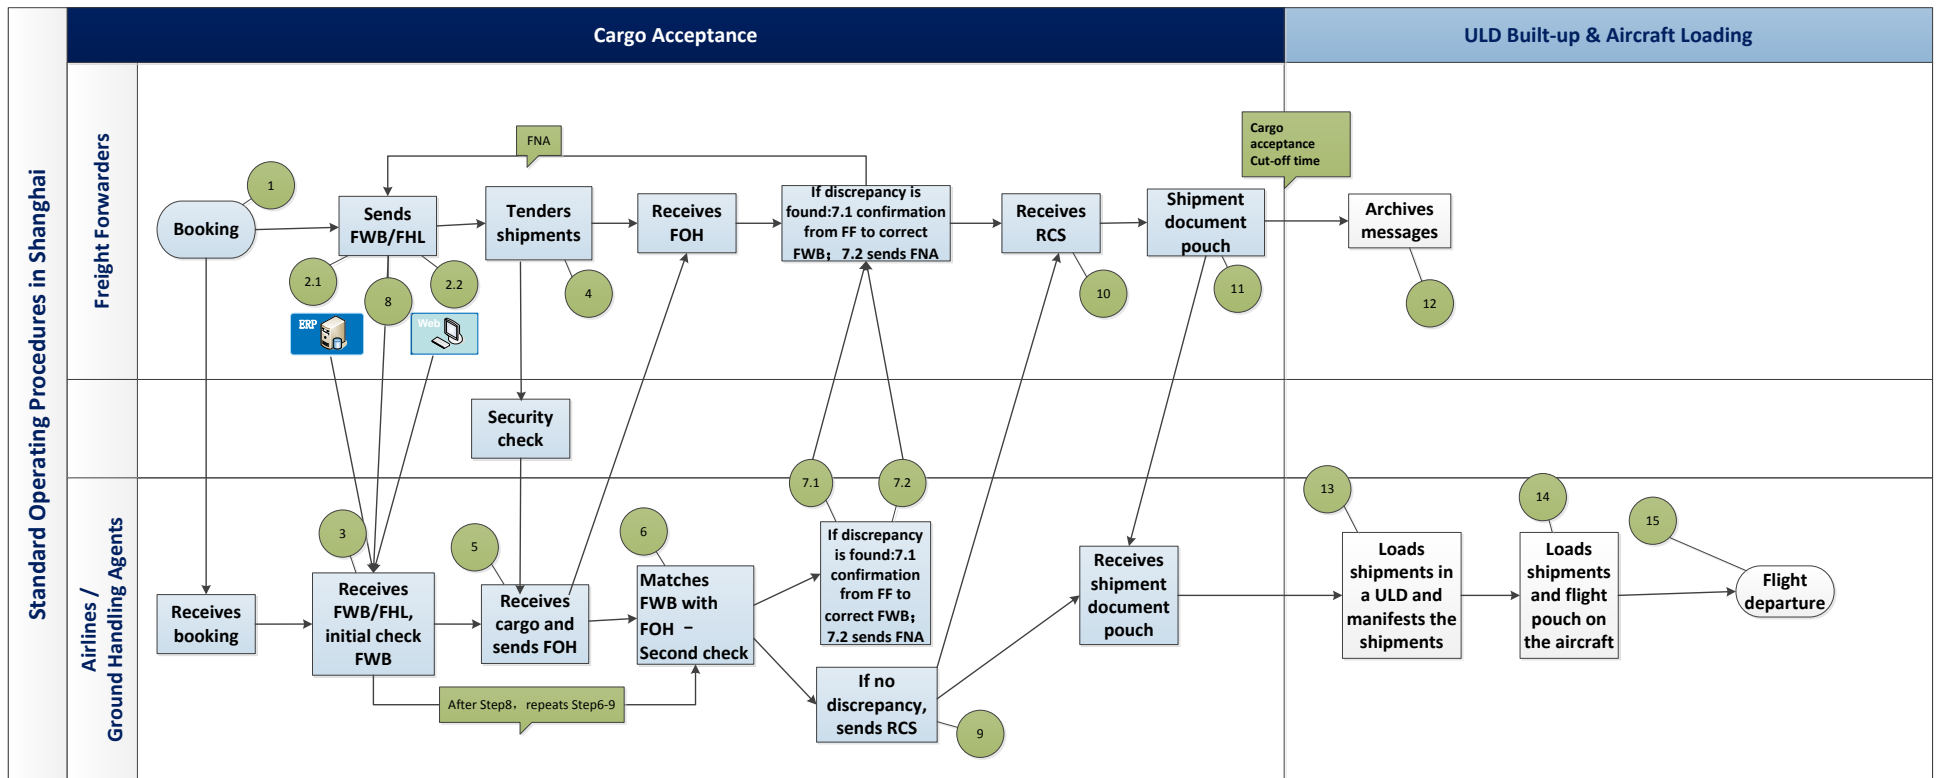 Standard Operating Procedures in Shanghai
Cargo Acceptance
ULD Built-up & Aircraft Loading
Freight Forwarders
FNA
Cargo
acceptance
Cut-off time
1
Booking
Sends
FWB/FHL
Tenders
shipments
Receives
FOH
If discrepancy is
found:7.1 confirmation
from FF to correct
FWB；7.2 sends FNA
Receives
RCS
Shipment
document
pouch
Archives
messages
2.1
8
2.2
4
10
11
12
ERP
Web
Security
check
Airlines /
Ground Handling Agents
7.1
7.2
13
14
15
3
5
6
Receives
booking
Receives
FWB/FHL,
initial check
FWB
Receives
cargo and
sends FOH
Matches
FWB with
FOH －
Second check
If discrepancy
is found:7.1
confirmation
from FF to
correct FWB；
7.2 sends FNA
If no
discrepancy,
sends RCS
9
Receives
shipment
document
pouch
Loads
shipments in
a ULD and
manifests the
shipments
Loads
shipments
and flight
pouch on
the aircraft
Flight
departure
After Step8，repeats Step6-9